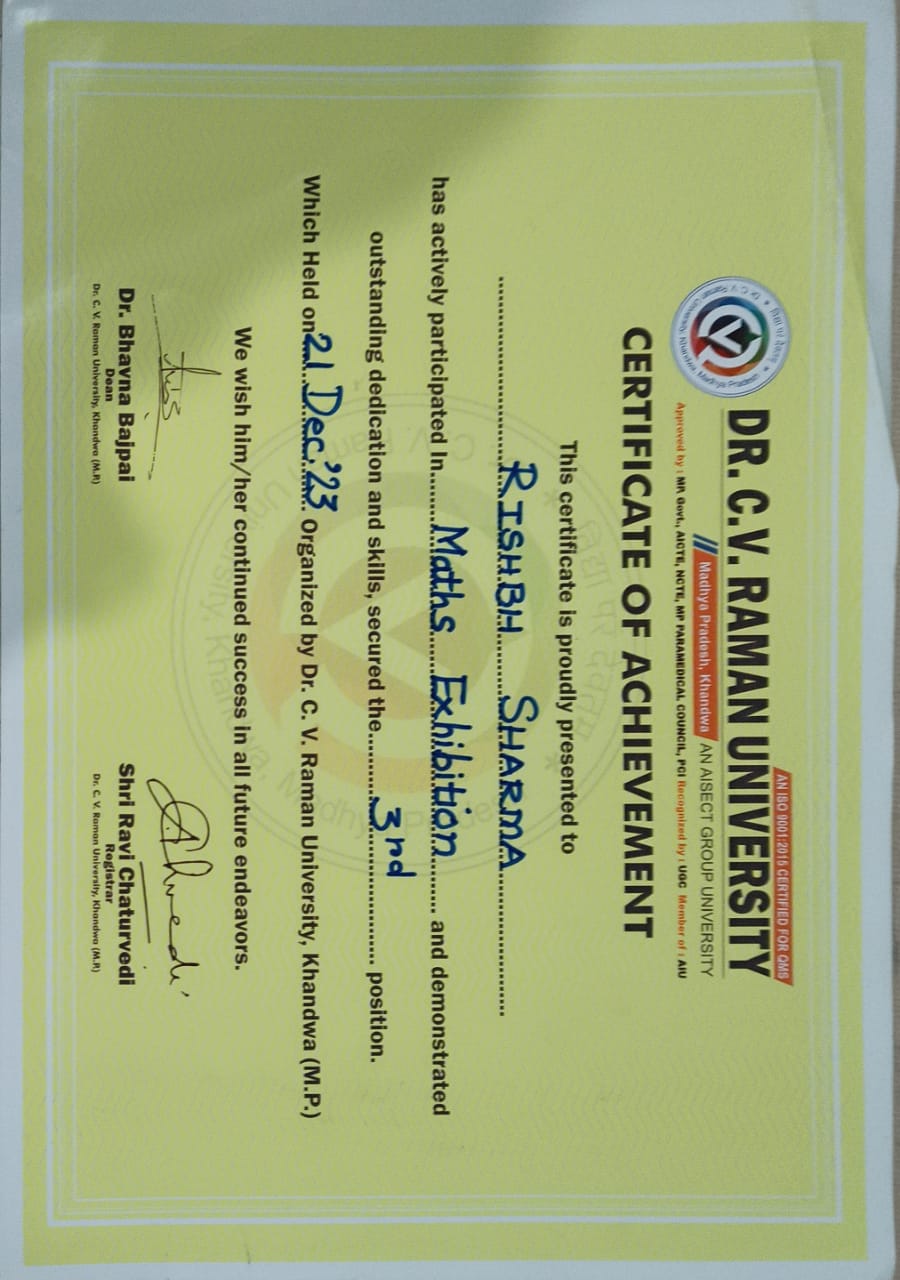 AN ISO 9001:2015 CERTIFIED FOR QMS
DR. C.V. RAMAN UNIVERSITY
Madhya Pradesh, Khandwa AN AISECT GROUP UNIVERSITY
Approved by : MP. Govt., AICTE, NCTE, MP PARAMEDICAL COUNCIL, PCI Recognized by : UGC Member of : AIU
CERTIFICATE OF ACHIEVEMENT
This certificate is proudly presented to
RISHBH SHARMA
has actively participated In........Maths Exhibition......... and demonstrated
outstanding dedication and skills, secured the..........3rd...................... position.
Which Held on 21 Dec.'23 Organized by Dr. C. V. Raman University, Khandwa (M.P.)
We wish him/her continued success in all future endeavors.
Dr. Bhavna Bajpai Shri Ravi Chaturvedi
Dean Registrar
Dr. C. V. Raman University, Khandwa (M.P.) Dr. C. V. Raman University, Khandwa (M.P.)